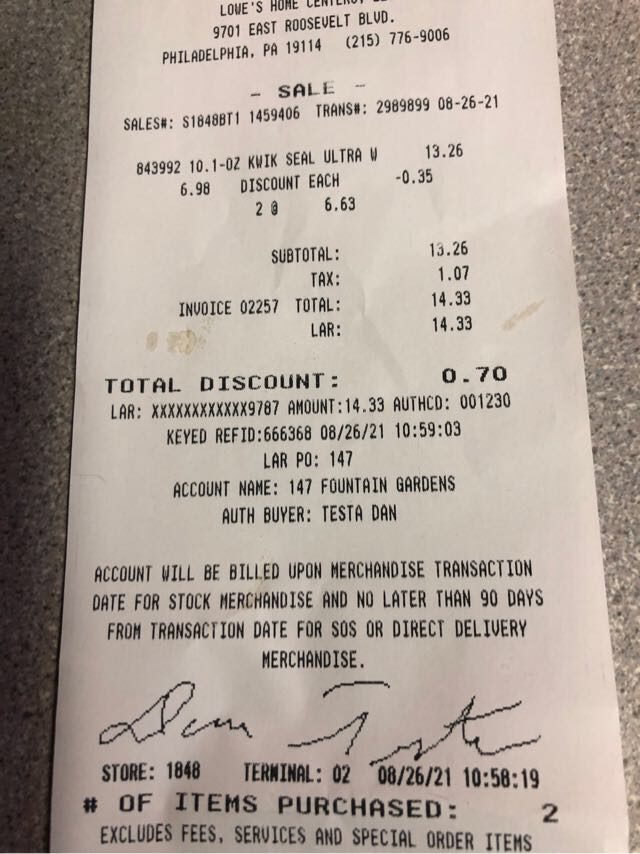 LOWE'S HOME CENTERS,
9701 EAST ROOSEVELT BLVD.
PHILADELPHIA, PA 19114 (215) 776-9006
- SALE -
SALES#: S1848BT1 1459406 TRANS#: 2989899 08-26-21
843992 10.1-OZ KWIK SEAL ULTRA W 13.26
6.98 DISCOUNT EACH -0.35
2 @ 6.63
SUBTOTAL: 13.26
TAX: 1.07
INVOICE 02257 TOTAL: 14.33
LAR: 14.33
TOTAL DISCOUNT: 0.70
LAR: XXXXXXXXXXXX9787 AMOUNT:14.33 AUTHCD: 001230
KEYED REFID:666368 08/26/21 10:59:03
LAR PO: 147
ACCOUNT NAME: 147 FOUNTAIN GARDENS
AUTH BUYER: TESTA DAN
ACCOUNT WILL BE BILLED UPON MERCHANDISE TRANSACTION
DATE FOR STOCK MERCHANDISE AND NO LATER THAN 90 DAYS
FROM TRANSACTION DATE FOR SOS OR DIRECT DELIVERY
MERCHANDISE.
Dan Testa
STORE: 1848 TERMINAL: 02 08/26/21 10:58:19
# OF ITEMS PURCHASED: 2
EXCLUDES FEES, SERVICES AND SPECIAL ORDER ITEMS